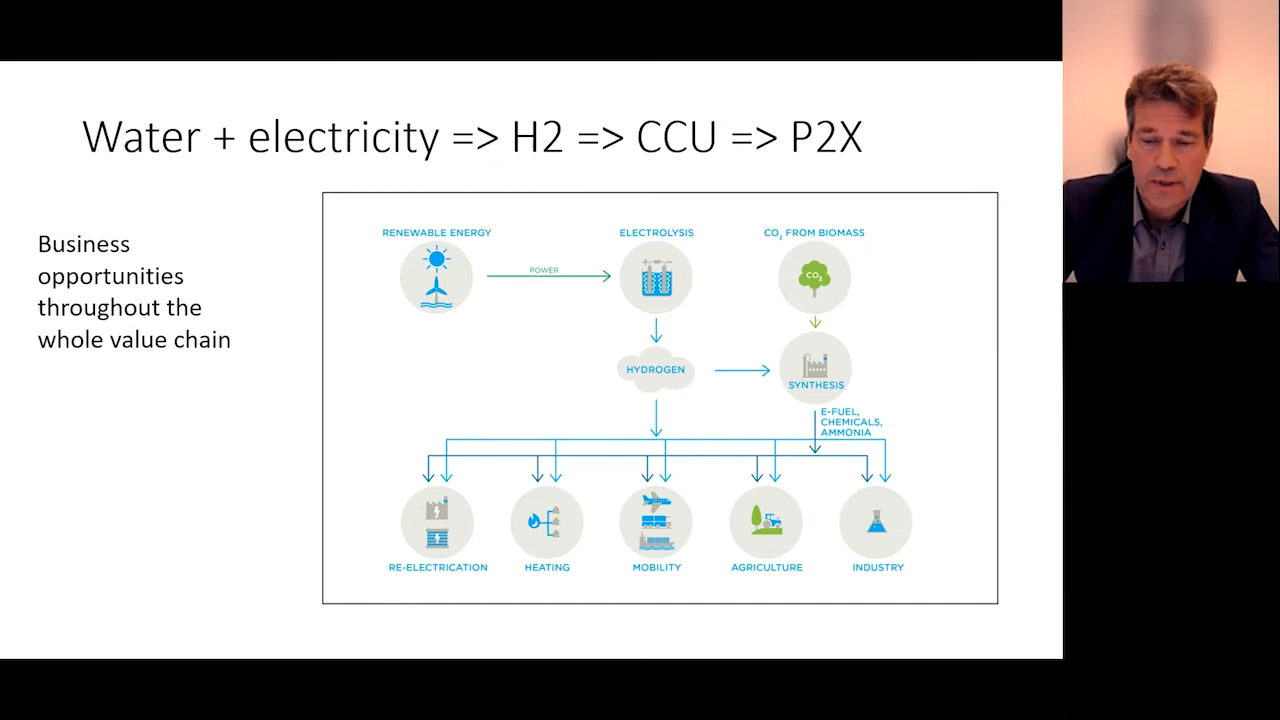 Water + electricity => H2 => CCU => P2X
Business
opportunities
throughout the
whole value chain
RENEWABLE ENERGY
ELECTROLYSIS
CO2 FROM BIOMASS
POWER
CO2
HYDROGEN
SYNTHESIS
E-FUEL,
CHEMICALS,
AMMONIA
RE-ELECTRICATION
HEATING
MOBILITY
AGRICULTURE
INDUSTRY